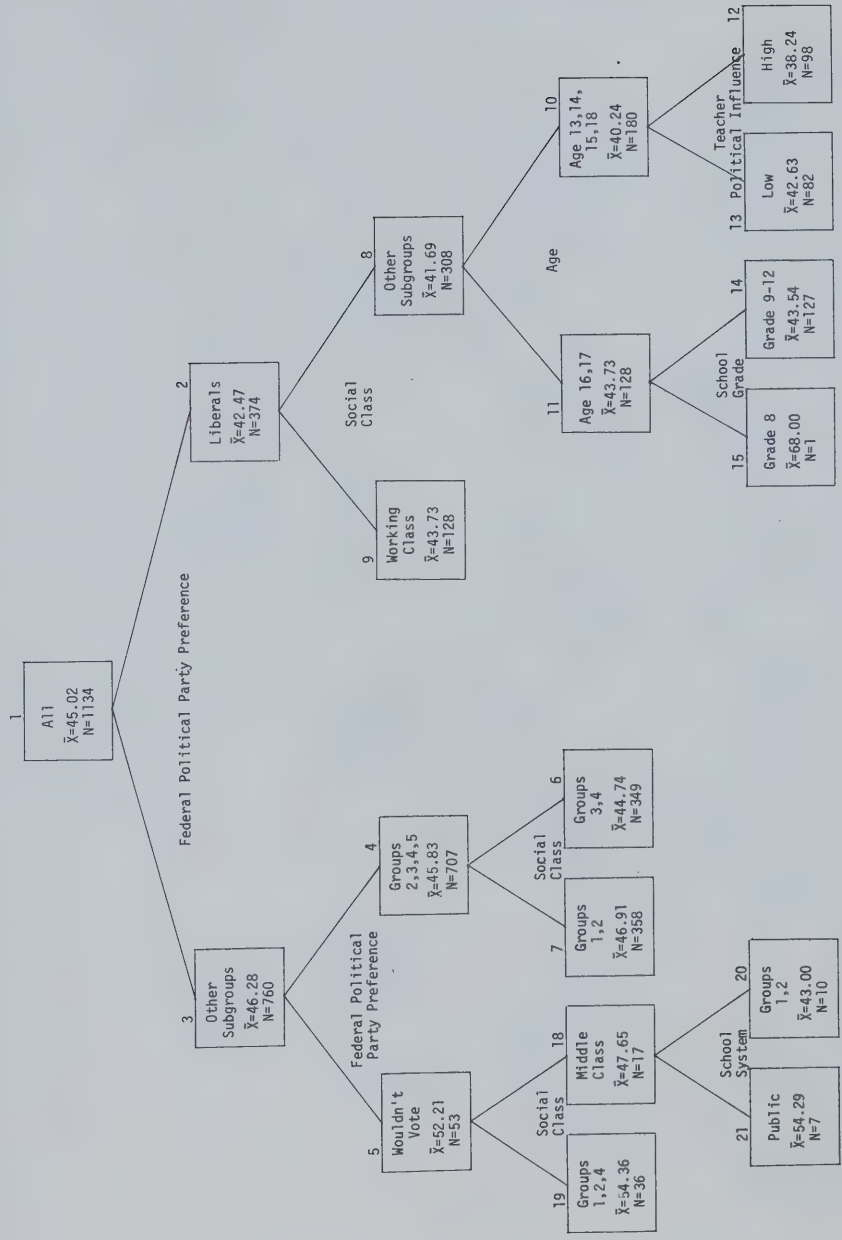 1
All
X̄=45.02
N=1134
Federal Political Party Preference
3
Other
Subgroups
X̄=46.28
N=760
2
Liberals
X̄=42.47
N=374
Federal Political
Party Preference
Social
Class
5
Wouldn't
Vote
X̄=52.21
N=53
4
Groups
2,3,4,5
X̄=45.83
N=707
9
Working
Class
X̄=43.73
N=128
8
Other
Subgroups
X̄=41.69
N=308
Social
Class
Social
Class
Age
19
Groups
1,2,4
X̄=54.36
N=36
18
Middle
Class
X̄=47.65
N=17
7
Groups
1,2
X̄=46.91
N=358
6
Groups
3,4
X̄=44.74
N=349
11
Age 16,17
X̄=43.73
N=128
10
Age 13,14,
15,18
X̄=40.24
N=180
School
System
School
Grade
Teacher
Political Influence
21
Public
X̄=54.29
N=7
20
Groups
1,2
X̄=43.00
N=10
15
Grade 8
X̄=68.00
N=1
14
Grade 9-12
X̄=43.54
N=127
13
Low
X̄=42.63
N=82
12
High
X̄=38.24
N=98